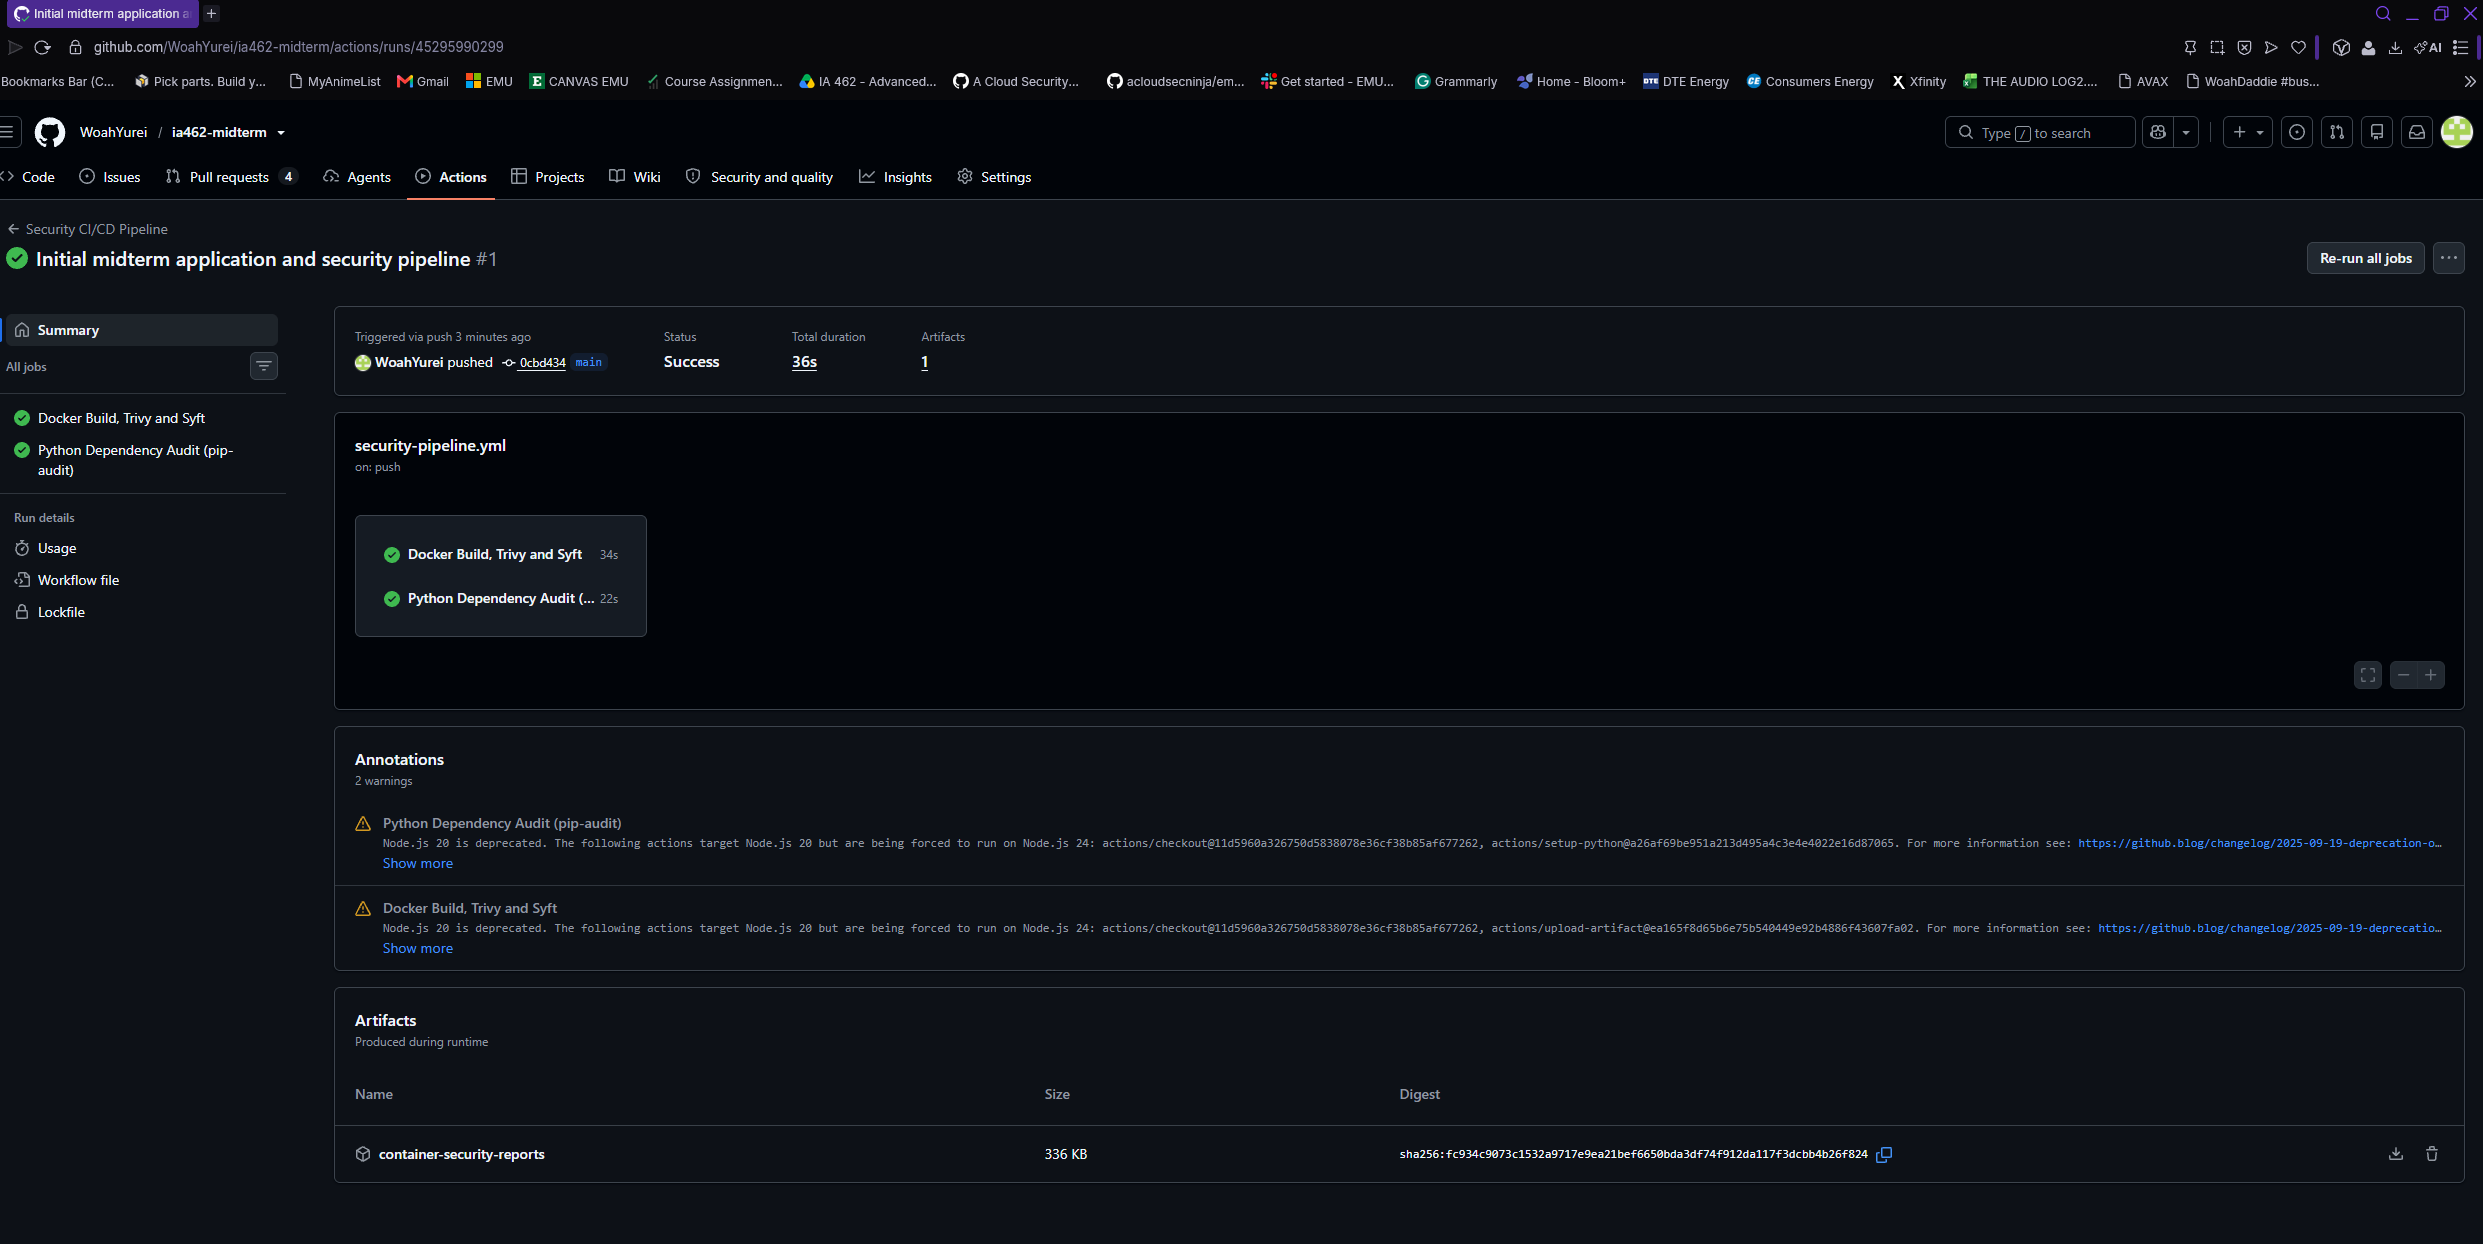 Initial midterm application a
github.com/WoahYurei/ia462-midterm/actions/runs/45295990299
AI
Bookmarks Bar (C... Pick parts. Build y... MyAnimeList Gmail EMU CANVAS EMU Course Assignmen... IA 462 - Advanced... A Cloud Security... acloudsecninja/em... Get started - EMU... Grammarly Home - Bloom+ DTE Energy Consumers Energy Xfinity THE AUDIO LOG2.... AVAX WoahDaddie #bus...
WoahYurei / ia462-midterm
Type / to search
Code Issues Pull requests 4 Agents Actions Projects Wiki Security and quality Insights Settings
Security CI/CD Pipeline
Initial midterm application and security pipeline #1
Re-run all jobs
Summary
All jobs
Docker Build, Trivy and Syft
Python Dependency Audit (pip-
audit)
Run details
Usage
Workflow file
Lockfile
Triggered via push 3 minutes ago
WoahYurei pushed 0cbd434 main
Status
Success
Total duration
36s
Artifacts
1
security-pipeline.yml
on: push
Docker Build, Trivy and Syft 34s
Python Dependency Audit (... 22s
Annotations
2 warnings
Python Dependency Audit (pip-audit)
Node.js 20 is deprecated. The following actions target Node.js 20 but are being forced to run on Node.js 24: actions/checkout@11d5960a326750d5838078e36cf38b85af677262, actions/setup-python@a26af69be951a213d495a4c3e4e4022e16d87065. For more information see: https://github.blog/changelog/2025-09-19-deprecation-o…
Show more
Docker Build, Trivy and Syft
Node.js 20 is deprecated. The following actions target Node.js 20 but are being forced to run on Node.js 24: actions/checkout@11d5960a326750d5838078e36cf38b85af677262, actions/upload-artifact@ea165f8d65b6e75b540449e92b4886f43607fa02. For more information see: https://github.blog/changelog/2025-09-19-deprecatio…
Show more
Artifacts
Produced during runtime
Name Size Digest
container-security-reports 336 KB sha256:fc934c9073c1532a9717e9ea21bef6650bda3df74f912da117f3dcbb4b26f824